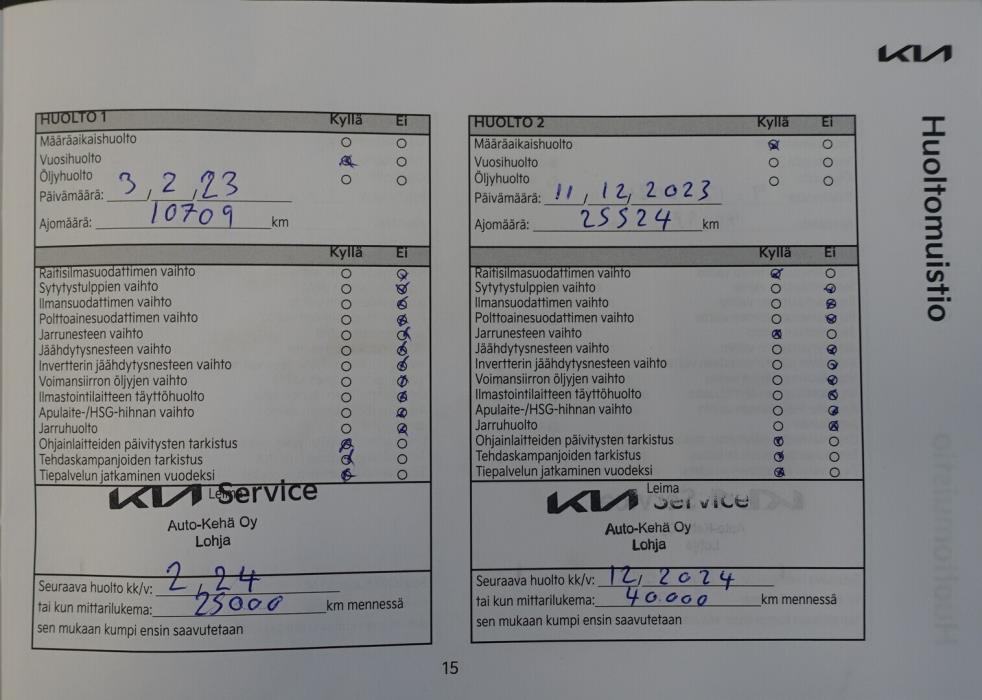 KIA
Huoltomuistio
HUOLTO 1 Kyllä Ei
Määräaikaishuolto
Vuosihuolto
Öljyhuolto
Päivämäärä: 3,2,23
Ajomäärä: 10709 km
Kyllä Ei
Raitisilmasuodattimen vaihto
Sytytystulppien vaihto
Ilmansuodattimen vaihto
Polttoainesuodattimen vaihto
Jarrunesteen vaihto
Jäähdytysnesteen vaihto
Invertterin jäähdytysnesteen vaihto
Voimansiirron öljyjen vaihto
Ilmastointilaitteen täyttöhuolto
Apulaite-/HSG-hihnan vaihto
Jarruhuolto
Ohjainlaitteiden päivitysten tarkistus
Tehdaskampanjoiden tarkistus
Tiepalvelun jatkaminen vuodeksi
Leima
KIA Service
Auto-Kehä Oy
Lohja
Seuraava huolto kk/v: 2,24
tai kun mittarilukema: 25000 km mennessä
sen mukaan kumpi ensin saavutetaan
HUOLTO 2 Kyllä Ei
Määräaikaishuolto
Vuosihuolto
Öljyhuolto
Päivämäärä: 11,12,2023
Ajomäärä: 25524 km
Kyllä Ei
Raitisilmasuodattimen vaihto
Sytytystulppien vaihto
Ilmansuodattimen vaihto
Polttoainesuodattimen vaihto
Jarrunesteen vaihto
Jäähdytysnesteen vaihto
Invertterin jäähdytysnesteen vaihto
Voimansiirron öljyjen vaihto
Ilmastointilaitteen täyttöhuolto
Apulaite-/HSG-hihnan vaihto
Jarruhuolto
Ohjainlaitteiden päivitysten tarkistus
Tehdaskampanjoiden tarkistus
Tiepalvelun jatkaminen vuodeksi
Leima
KIA Service
Auto-Kehä Oy
Lohja
Seuraava huolto kk/v: 12, 2024
tai kun mittarilukema: 40.000 km mennessä
sen mukaan kumpi ensin saavutetaan
15